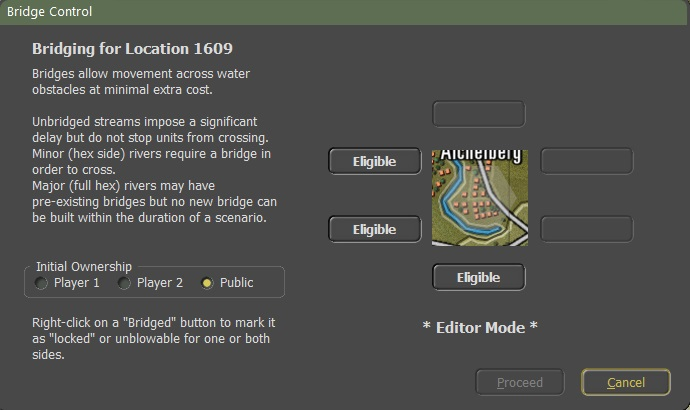 Bridge Control
Bridging for Location 1609
Bridges allow movement across water
obstacles at minimal extra cost.
Unbridged streams impose a significant
delay but do not stop units from crossing.
Minor (hex side) rivers require a bridge in
order to cross.
Major (full hex) rivers may have
pre-existing bridges but no new bridge can
be built within the duration of a scenario.
Initial Ownership
Player 1 Player 2 Public
Right-click on a "Bridged" button to mark it
as "locked" or unblowable for one or both
sides.
Eligible
Aichelberg
Eligible
Eligible
* Editor Mode *
Proceed Cancel